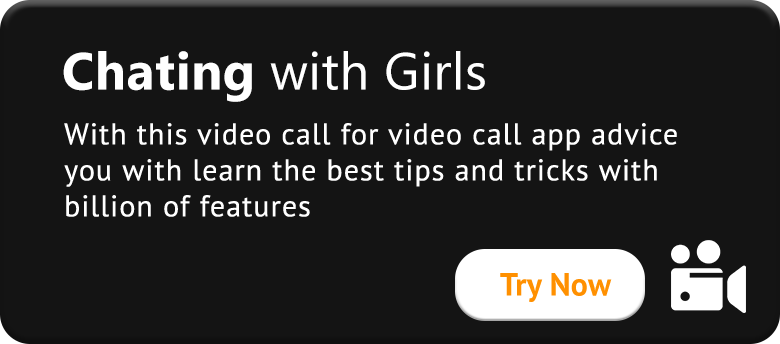 Chating with Girls
With this video call for video call app advice
you with learn the best tips and tricks with
billion of features
Try Now